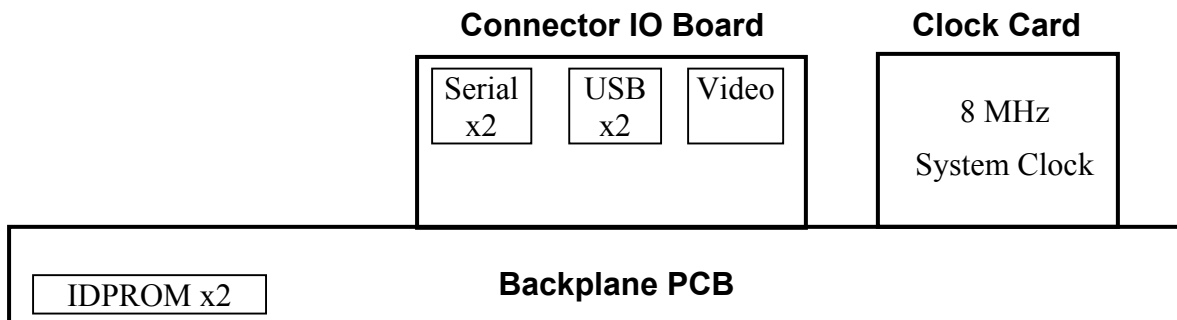 Connector IO Board
Clock Card
Serial
x2
USB
x2
Video
8 MHz
System Clock
Backplane PCB
IDPROM x2